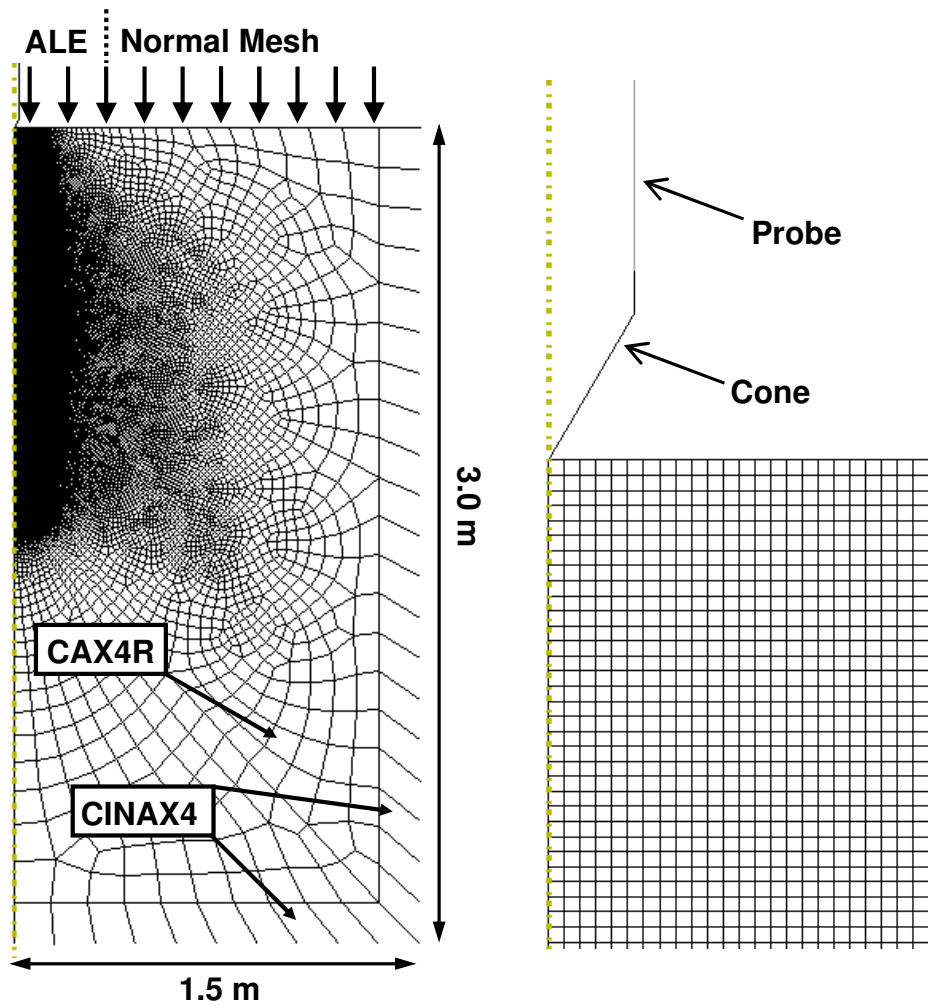 ALE
Normal Mesh
Probe
Cone
3.0 m
CAX4R
CINAX4
1.5 m